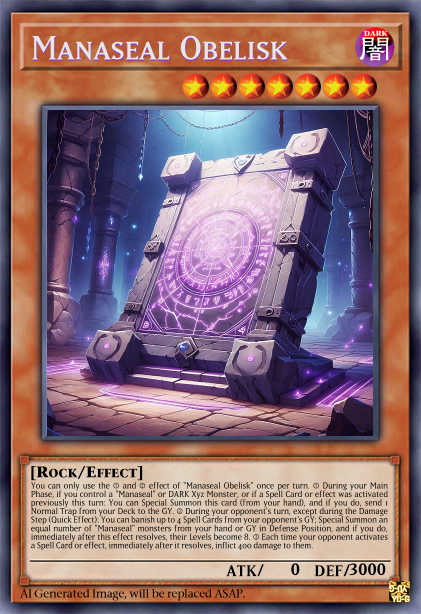 Manaseal Obelisk
DARK
闇
[Rock/Effect]
You can only use the ① and ② effect of "Manaseal Obelisk" once per turn. ① During your Main
Phase, if you control a "Manaseal" or DARK Xyz Monster, or if a Spell Card or effect was activated
previously this turn: You can Special Summon this card (from your hand), and if you do, send 1
Normal Trap from your Deck to the GY. ② During your opponent's turn, except during the Damage
Step (Quick Effect): You can banish up to 4 Spell Cards from your opponent's GY; Special Summon an
equal number of "Manaseal" monsters from your hand or GY in Defense Position, and if you do,
immediately after this effect resolves, their Levels become 8. ③ Each time your opponent activates
a Spell Card or effect, immediately after it resolves, inflict 400 damage to them.
ATK/ 0 DEF/3000
AI Generated Image, will be replaced ASAP.